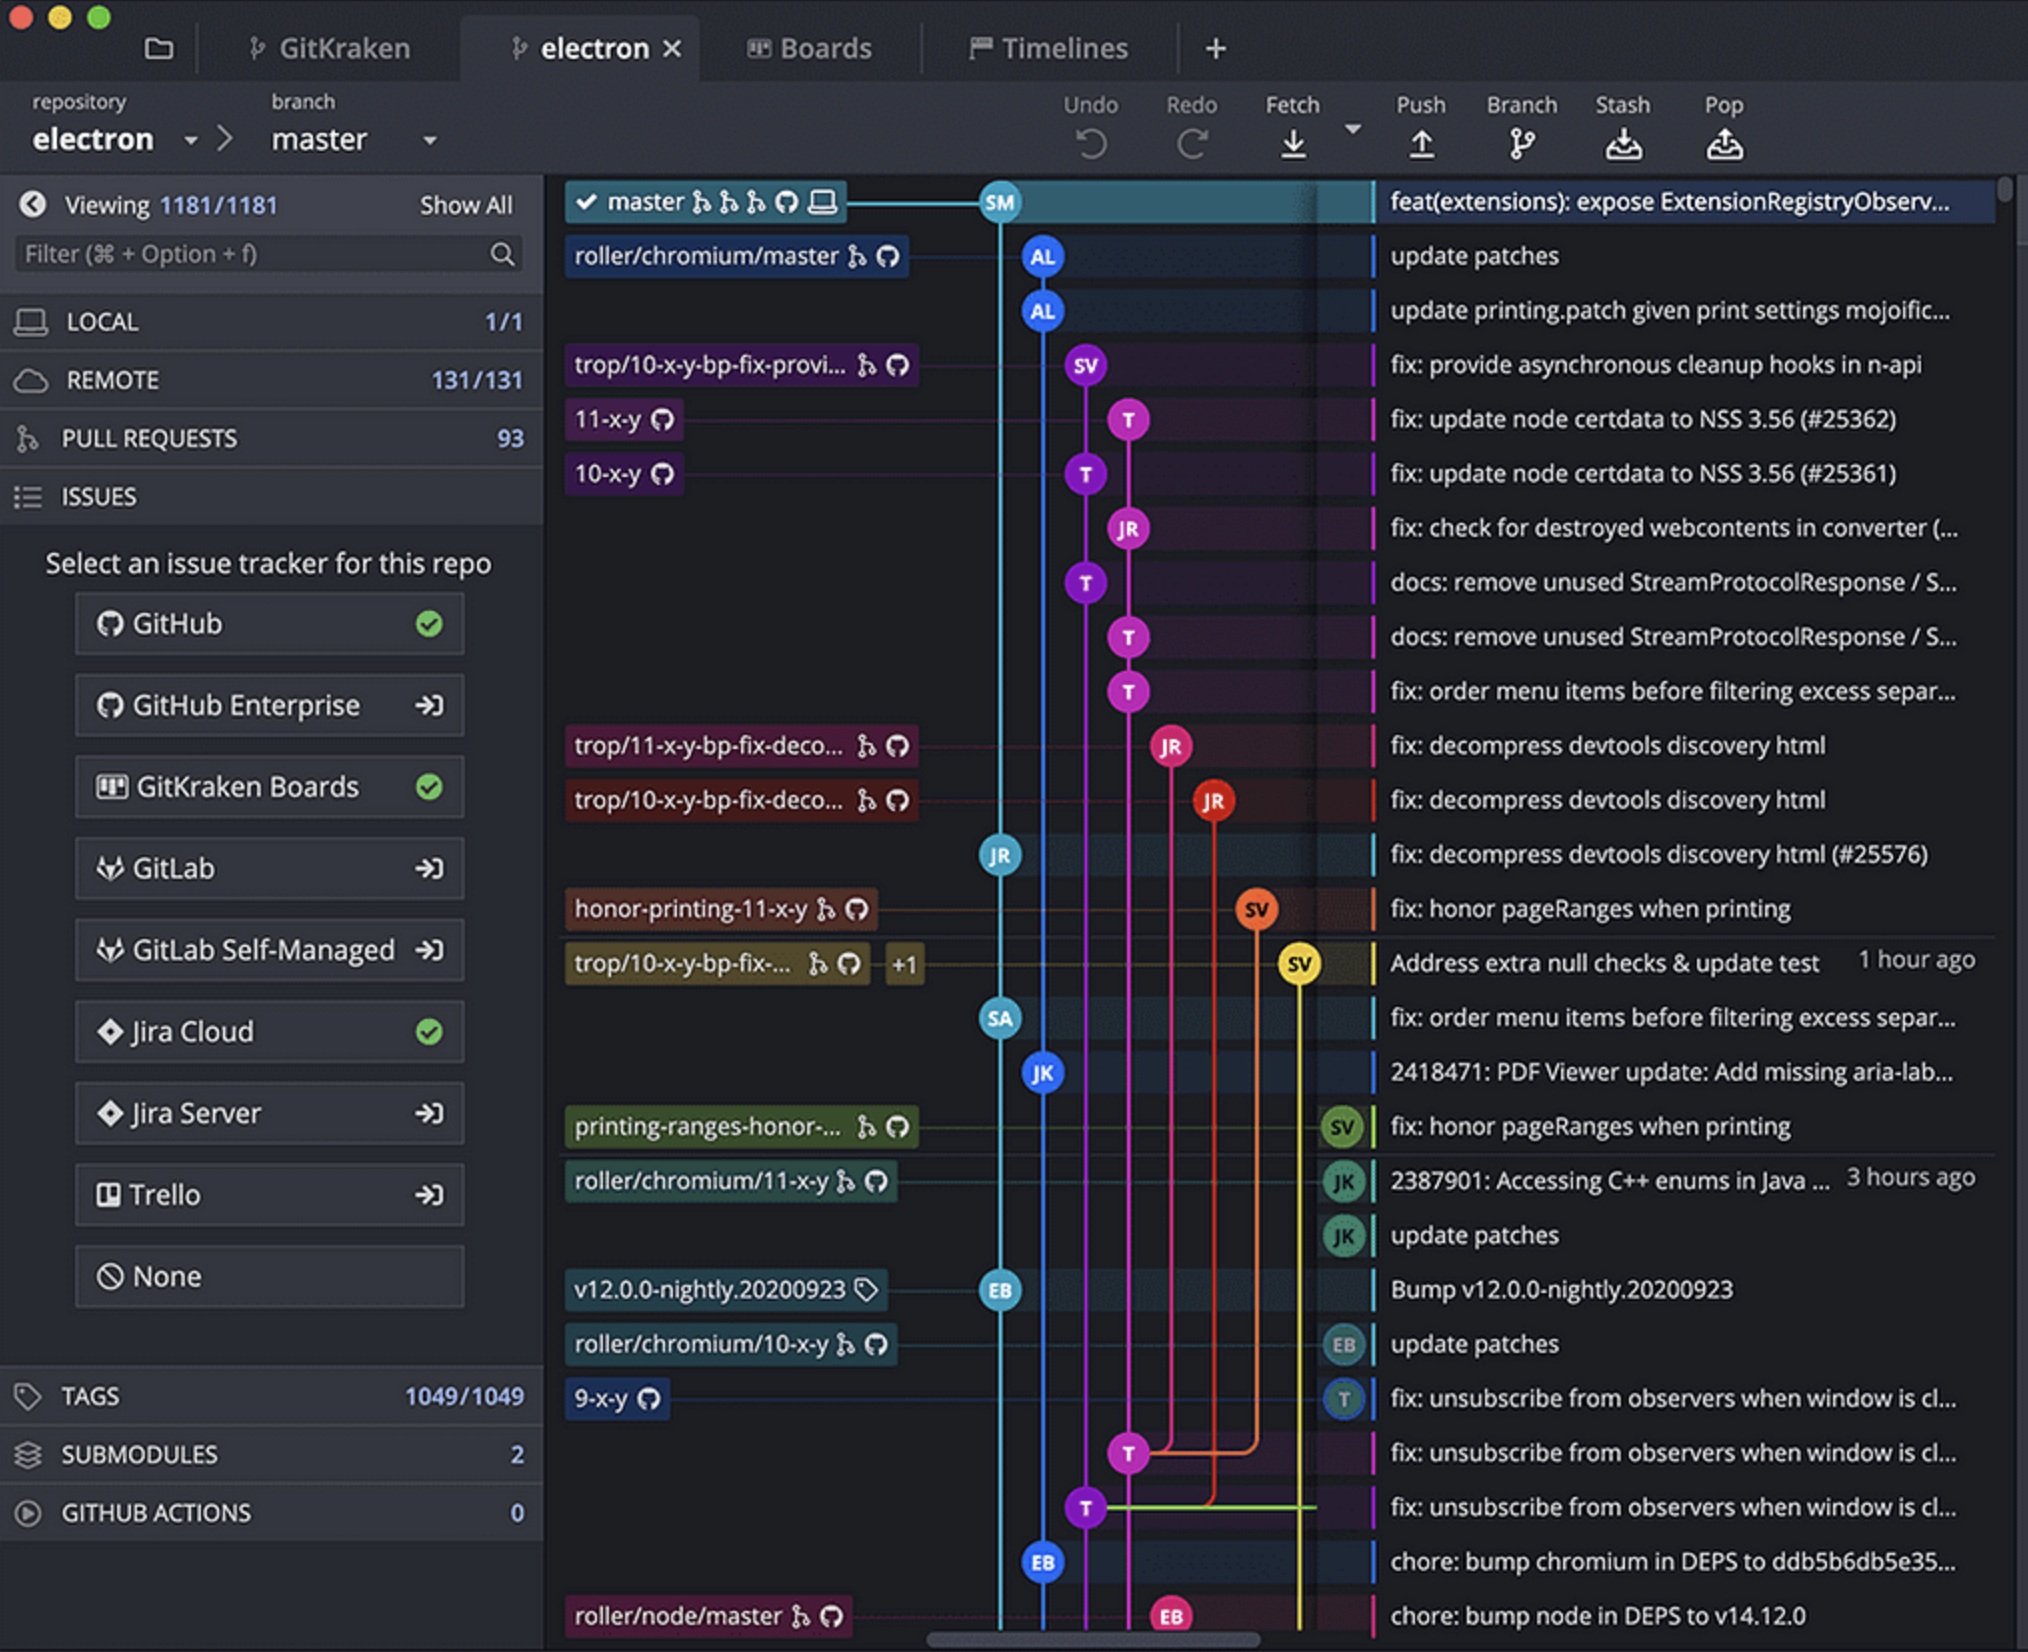 GitKraken
electron
Boards
Timelines
repository
electron
branch
master
Undo
Redo
Fetch
Push
Branch
Stash
Pop
Viewing 1181/1181
Show All
Filter (⌘ + Option + f)
LOCAL 1/1
REMOTE 131/131
PULL REQUESTS 93
ISSUES
Select an issue tracker for this repo
GitHub
GitHub Enterprise
GitKraken Boards
GitLab
GitLab Self-Managed
Jira Cloud
Jira Server
Trello
None
TAGS 1049/1049
SUBMODULES 2
GITHUB ACTIONS 0
master SM feat(extensions): expose ExtensionRegistryObserv...
roller/chromium/master AL update patches
AL update printing.patch given print settings mojoific...
trop/10-x-y-bp-fix-provi... SV fix: provide asynchronous cleanup hooks in n-api
11-x-y T fix: update node certdata to NSS 3.56 (#25362)
10-x-y T fix: update node certdata to NSS 3.56 (#25361)
JR fix: check for destroyed webcontents in converter (...
T docs: remove unused StreamProtocolResponse / S...
T docs: remove unused StreamProtocolResponse / S...
T fix: order menu items before filtering excess separ...
trop/11-x-y-bp-fix-deco... JR fix: decompress devtools discovery html
trop/10-x-y-bp-fix-deco... JR fix: decompress devtools discovery html
JR fix: decompress devtools discovery html (#25576)
honor-printing-11-x-y SV fix: honor pageRanges when printing
trop/10-x-y-bp-fix-... +1 SV Address extra null checks & update test 1 hour ago
SA fix: order menu items before filtering excess separ...
JK 2418471: PDF Viewer update: Add missing aria-lab...
printing-ranges-honor-... SV fix: honor pageRanges when printing
roller/chromium/11-x-y JK 2387901: Accessing C++ enums in Java ... 3 hours ago
JK update patches
v12.0.0-nightly.20200923 EB Bump v12.0.0-nightly.20200923
roller/chromium/10-x-y EB update patches
9-x-y T fix: unsubscribe from observers when window is cl...
T fix: unsubscribe from observers when window is cl...
T fix: unsubscribe from observers when window is cl...
EB chore: bump chromium in DEPS to ddb5b6db5e35...
roller/node/master EB chore: bump node in DEPS to v14.12.0